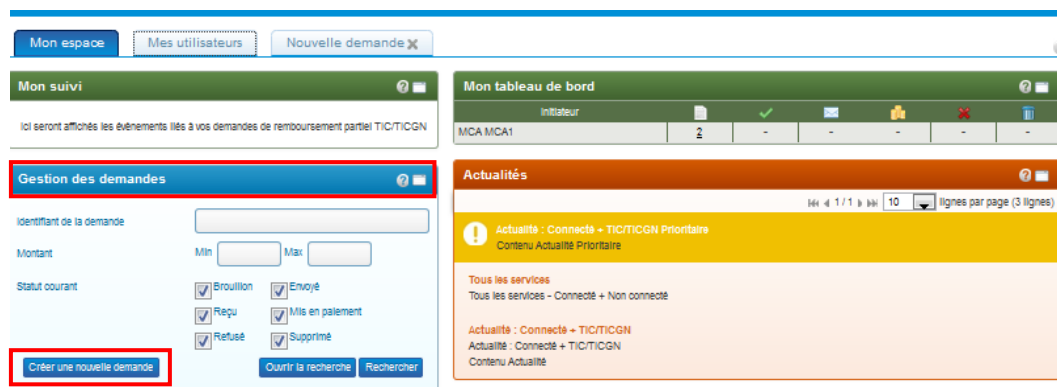 Mon espace
Mes utilisateurs
Nouvelle demande
Mon suivi
Ici seront affichés les évènements liés à vos demandes de remboursement partiel TIC/TICGN
Mon tableau de bord
Initiateur
MCA MCA1 2 - - - - -
Gestion des demandes
Identifiant de la demande
Montant Min Max
Statut courant Brouillon Envoyé
Reçu Mis en paiement
Refusé Supprimé
Créer une nouvelle demande Ouvrir la recherche Rechercher
Actualités
1 / 1 10 lignes par page (3 lignes)
Actualité : Connecté + TIC/TICGN Prioritaire
Contenu Actualité Prioritaire
Tous les services
Tous les services - Connecté + Non connecté
Actualité : Connecté + TIC/TICGN
Actualité : Connecté + TIC/TICGN
Contenu Actualité